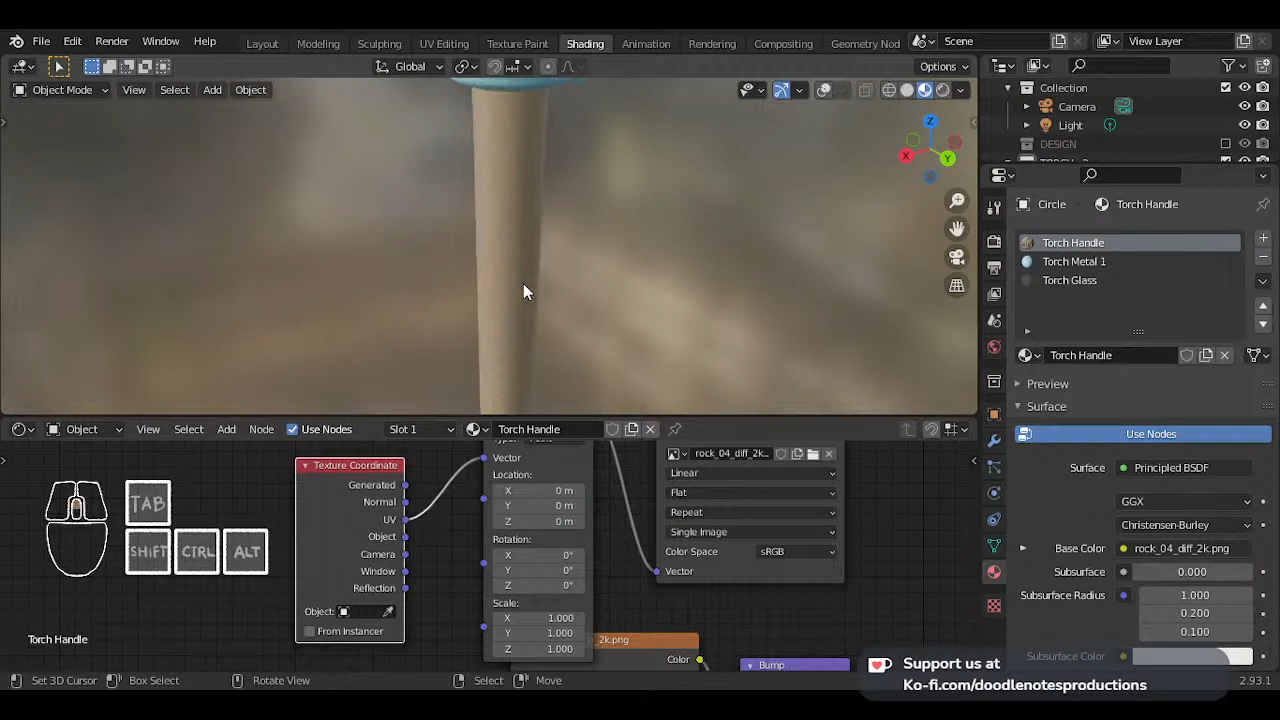 File Edit Render Window Help Layout Modeling Sculpting UV Editing Texture Paint Shading Animation Rendering Compositing Geometry Nod Scene View Layer
Global Options
Object Mode View Select Add Object
Z
X Y
Collection
Camera
Light
DESIGN
Circle Torch Handle
Torch Handle
Torch Metal 1
Torch Glass
Torch Handle
Preview
Surface
Use Nodes
Surface Principled BSDF
GGX
Christensen-Burley
Base Color rock_04_diff_2k.png
Subsurface 0.000
Subsurface Radius 1.000
0.200
0.100
Subsurface Color
Object View Select Add Node Use Nodes Slot 1 Torch Handle
Texture Coordinate
Generated
Normal
UV
Object
Camera
Window
Reflection
Object:
From Instancer
Vector
Location:
X 0 m
Y 0 m
Z 0 m
Rotation:
X 0°
Y 0°
Z 0°
Scale:
X 1.000
Y 1.000
Z 1.000
rock_04_diff_2k...
Linear
Flat
Repeat
Single Image
Color Space sRGB
Vector
2k.png
Color
Bump
TAB
SHIFT CTRL ALT
Torch Handle
Support us at
Ko-fi.com/doodlenotesproductions
Set 3D Cursor Box Select Rotate View Select Move 2.93.1